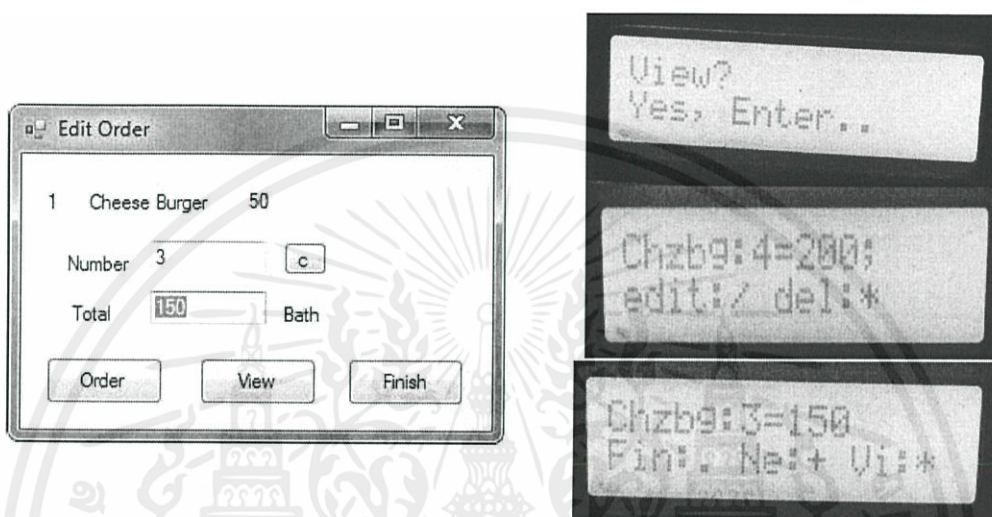 Edit Order
1 Cheese Burger 50
Number 3 c
Total 150 Bath
Order View Finish
View?
Yes, Enter..
Chzbg:4=200;
edit:/ del:*
Chzbg:3=150
Fin:. Ne:+ Vi:*